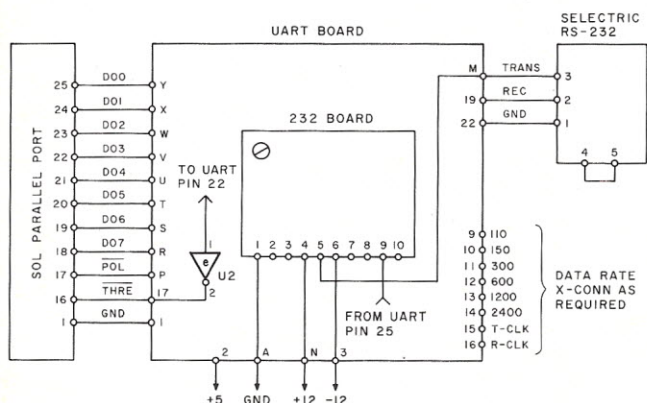 UART BOARD
SELECTRIC
RS-232
SOL PARALLEL PORT
25 DO0 Y
24 DO1 X
23 DO2 W
22 DO3 V
21 DO4 U
20 DO5 T
19 DO6 S
18 DO7 R
17 POL P
16 THRE 17
1 GND 1
TO UART
PIN 22
1
e U2
2
232 BOARD
1 2 3 4 5 6 7 8 9 10
FROM UART
PIN 25
M TRANS 3
19 REC 2
22 GND 1
4 5
9 110
10 150
11 300
12 600
13 1200
14 2400
15 T-CLK
16 R-CLK
DATA RATE
X-CONN AS
REQUIRED
2 A N 3
+5 GND +12 -12